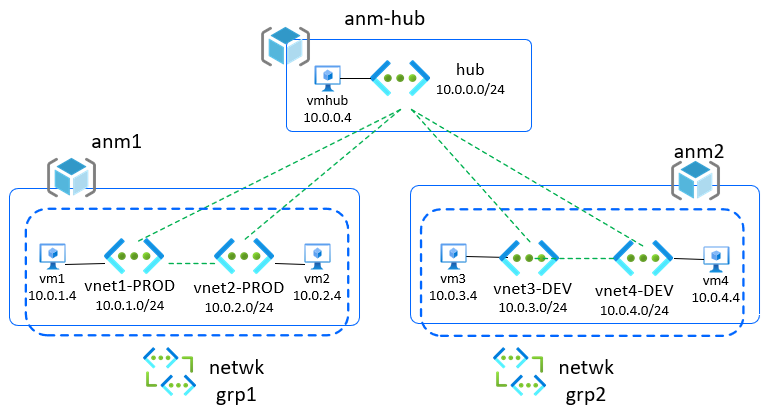 anm-hub
hub
10.0.0.0/24
vmhub
10.0.0.4
anm1
anm2
vm1
10.0.1.4
vnet1-PROD
10.0.1.0/24
vnet2-PROD
10.0.2.0/24
vm2
10.0.2.4
vm3
10.0.3.4
vnet3-DEV
10.0.3.0/24
vnet4-DEV
10.0.4.0/24
vm4
10.0.4.4
netwk
grp1
netwk
grp2